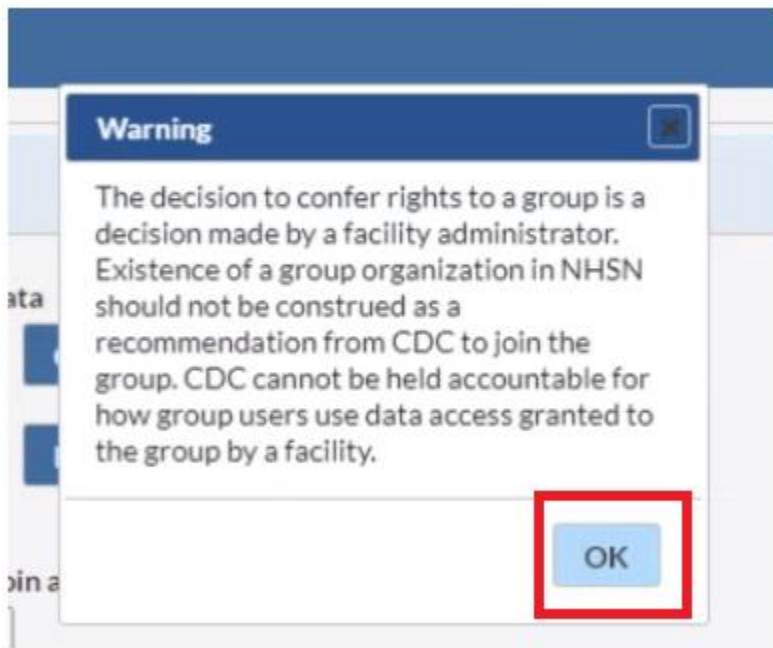 Warning
The decision to confer rights to a group is a
decision made by a facility administrator.
Existence of a group organization in NHSN
should not be construed as a
recommendation from CDC to join the
group. CDC cannot be held accountable for
how group users use data access granted to
the group by a facility.
OK